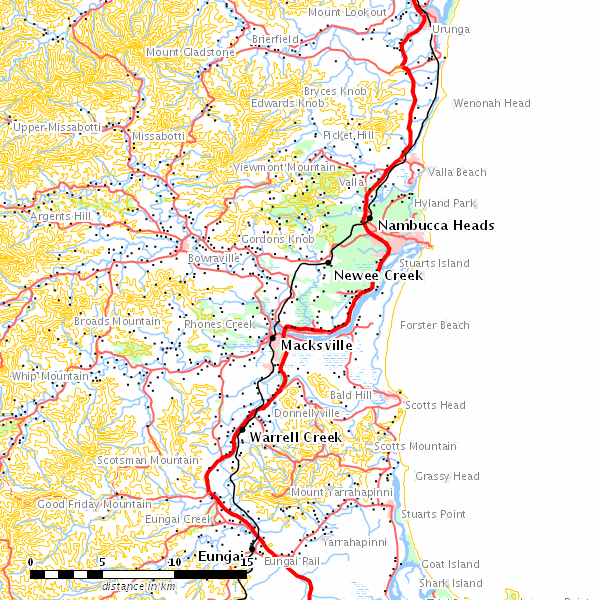 Mount Lookout
Urunga
Brierfield
Mount Gladstone
Bryces Knob
Edwards Knob
Wenonah Head
Upper Missabotti
Missabotti
Picket Hill
Viewmont Mountain
Valla Beach
Valla
Hyland Park
Argents Hill
Nambucca Heads
Gordons Knob
Bowraville
Stuarts Island
Newee Creek
Broads Mountain
Rhones Creek
Forster Beach
Macksville
Whip Mountain
Bald Hill
Scotts Head
Donnellyville
Warrell Creek
Scotts Mountain
Scotsman Mountain
Grassy Head
Mount Yarrahapinni
Good Friday Mountain
Stuarts Point
Eungai Creek
Yarrahapinni
Eungai
Eungai Rail
0 5 10 15
Goat Island
distance in km
Shark Island